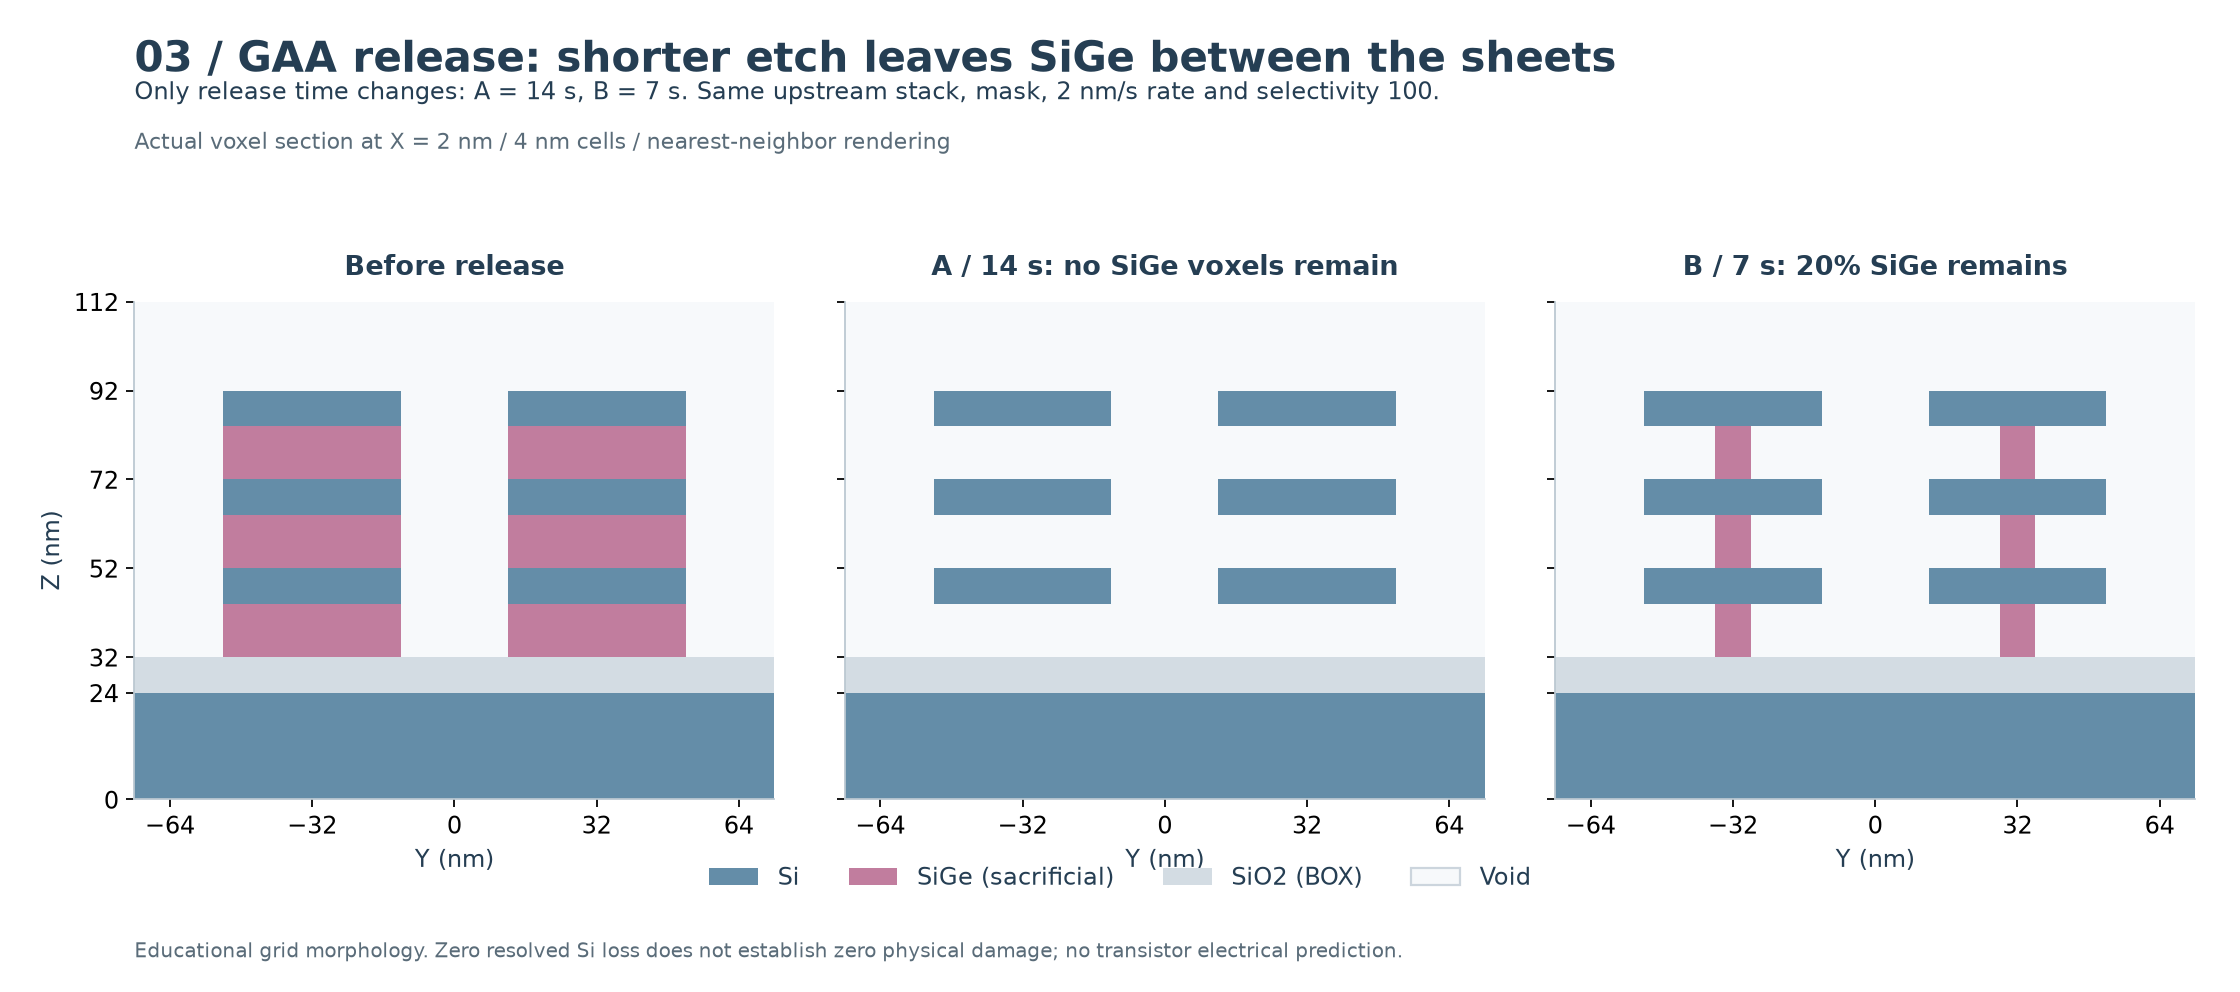 03 / GAA release: shorter etch leaves SiGe between the sheets
Only release time changes: A = 14 s, B = 7 s. Same upstream stack, mask, 2 nm/s rate and selectivity 100.
Actual voxel section at X = 2 nm / 4 nm cells / nearest-neighbor rendering
Before release
A / 14 s: no SiGe voxels remain
B / 7 s: 20% SiGe remains
112
92
72
52
32
24
0
Z (nm)
−64 −32 0 32 64
−64 −32 0 32 64
−64 −32 0 32 64
Y (nm)
Y (nm)
Y (nm)
Si
SiGe (sacrificial)
SiO2 (BOX)
Void
Educational grid morphology. Zero resolved Si loss does not establish zero physical damage; no transistor electrical prediction.